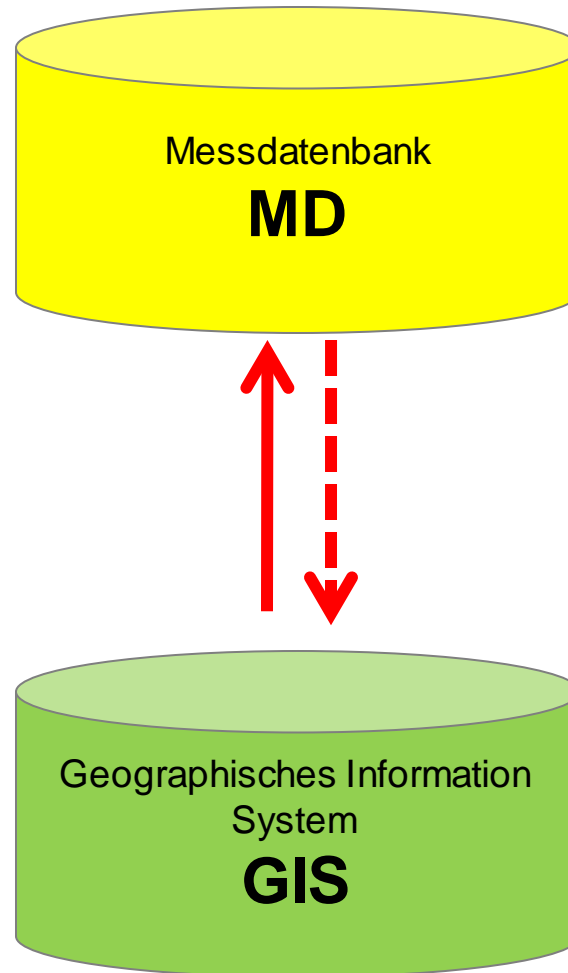 Messdatenbank
MD
Geographisches Information
System
GIS